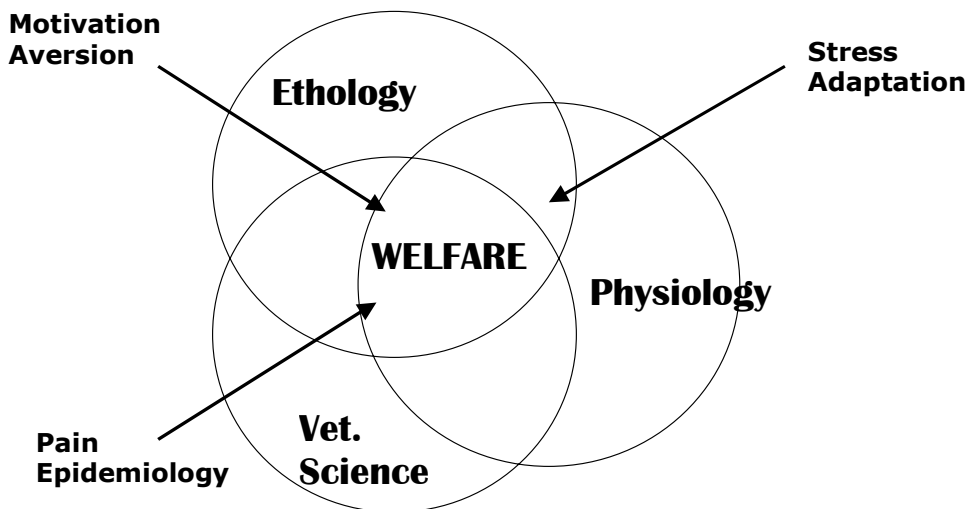 Motivation
Aversion
Stress
Adaptation
Ethology
WELFARE
Physiology
Pain
Epidemiology
Vet.
Science